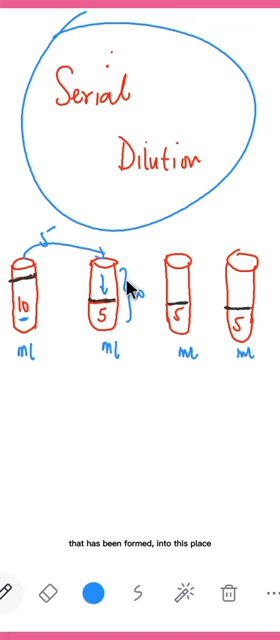 Serial
Dilution
5
10
5
10
5
5
ml
ml
ml
ml
that has been formed, into this place